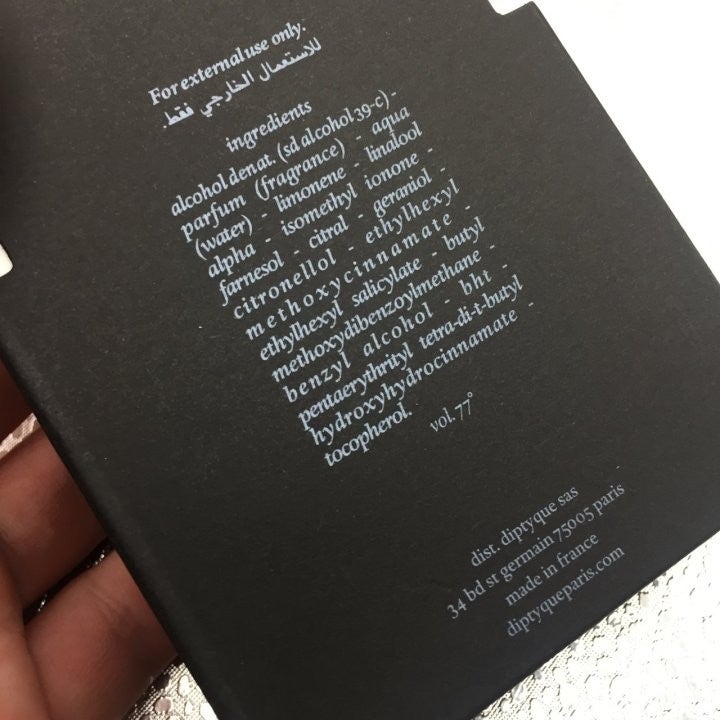 For external use only.
للاستعمال الخارجي فقط.
ingredients
alcohol denat. (sd alcohol 39-c) -
parfum (fragrance) - aqua
(water) - limonene - linalool
alpha - isomethyl ionone -
farnesol - citral - geraniol -
citronellol - ethylhexyl
methoxycinnamate -
ethylhexyl salicylate - butyl
methoxydibenzoylmethane -
benzyl alcohol - bht -
pentaerythrityl tetra-di-t-butyl
hydroxyhydrocinnamate -
tocopherol.
vol. 77°
dist. diptyque sas
34 bd st germain 75005 paris
made in france
diptyqueparis.com